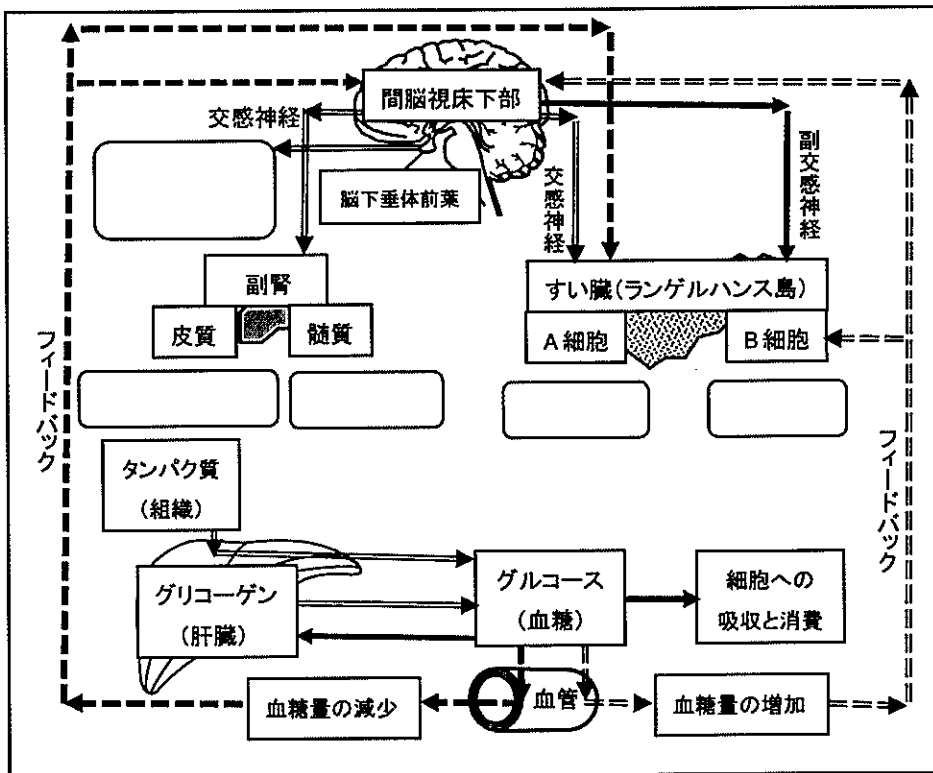 間脳視床下部
交感神経
脳下垂体前葉
交感神経
副交感神経
副腎
皮質
髄質
すい臓(ランゲルハンス島)
A細胞
B細胞
フィードバック
フィードバック
タンパク質
(組織)
グリコーゲン
(肝臓)
グルコース
(血糖)
細胞への
吸収と消費
血糖量の減少
血管
血糖量の増加